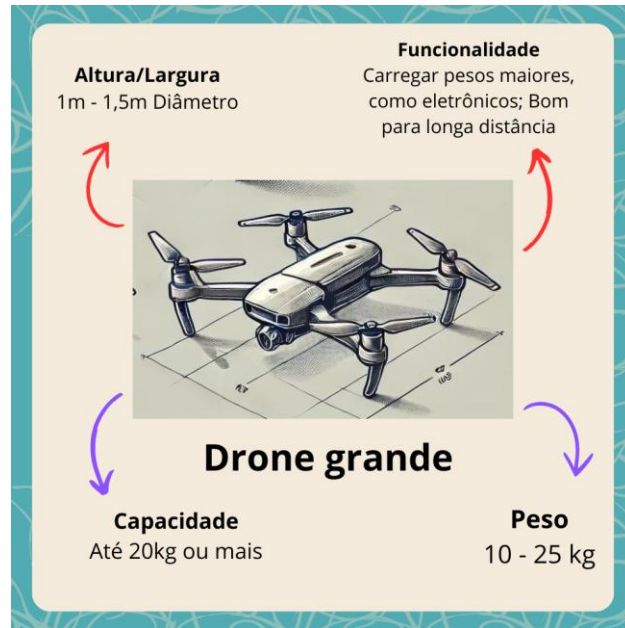 Altura/Largura
1m - 1,5m Diâmetro
Funcionalidade
Carregar pesos maiores,
como eletrônicos; Bom
para longa distância
Drone grande
Capacidade
Até 20kg ou mais
Peso
10 - 25 kg